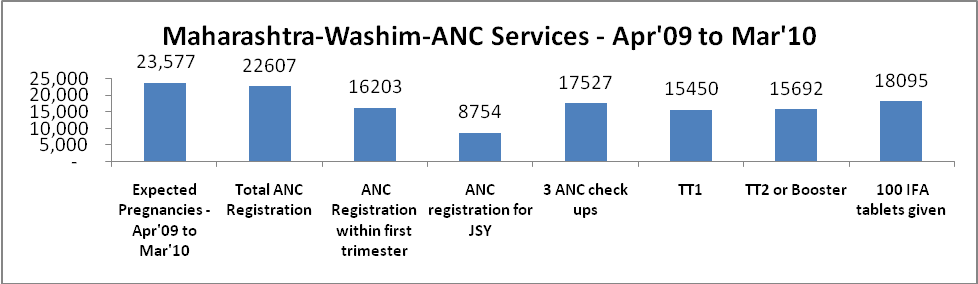 Maharashtra-Washim-ANC Services - Apr'09 to Mar'10
23,577
22607
16203
8754
17527
15450
15692
18095
25,000
20,000
15,000
10,000
5,000
-
Expected
Pregnancies -
Apr'09 to
Mar'10
Total ANC
Registration
ANC
Registration
within first
trimester
ANC
registration for
JSY
3 ANC check
ups
TT1
TT2 or Booster
100 IFA
tablets given